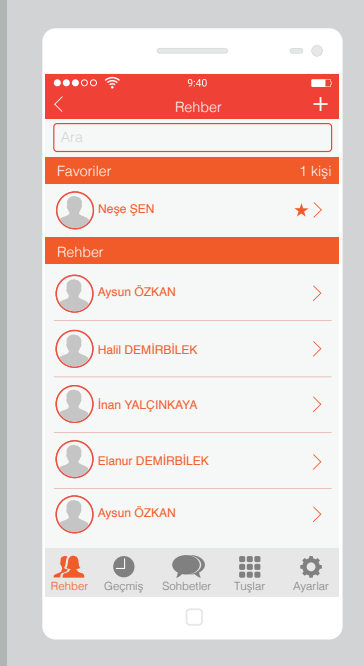 9:40
Rehber
Ara
Favoriler 1 kişi
Neşe ŞEN
Rehber
Aysun ÖZKAN
Halil DEMİRBİLEK
İnan YALÇINKAYA
Elanur DEMİRBİLEK
Aysun ÖZKAN
Rehber Geçmiş Sohbetler Tuşlar Ayarlar